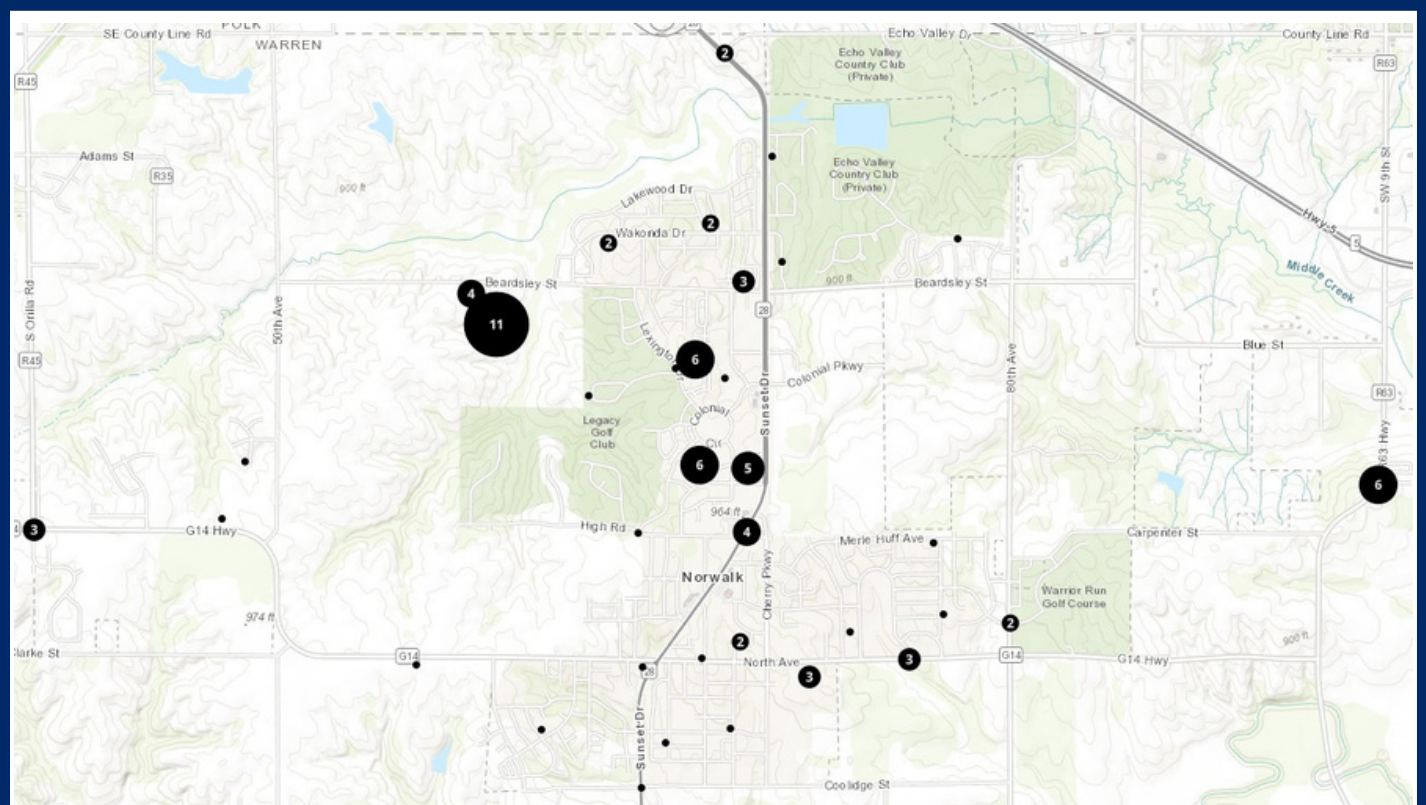 POLK
SE County Line Rd
WARREN
28
2
Echo Valley Dr
County Line Rd
Echo Valley
Country Club
(Private)
R45
R63
Adams St
R35
900 ft
Echo Valley
Country Club
(Private)
SW 9th St
Lakewood Dr
2
Wakonda Dr
2
Hwy 5
5
Middle Creek
4
Beardsley St
3
900 ft
Beardsley St
S Orilla Rd
50th Ave
11
28
R45
Lexington Dr
6
Colonial Pkwy
80th Ave
Blue St
R63
Sunset Dr
Colonial
Cir
Legacy
Golf
Club
6
5
R63 Hwy
6
3
G14 Hwy
High Rd
964 ft
4
Merle Huff Ave
Carpenter St
Norwalk
Cherry Pkwy
Warrior Run
Golf Course
974 ft
2
2
900 ft
Clarke St
G14
28
North Ave
3
3
G14
G14 Hwy
Sunset Dr
Coolidge St